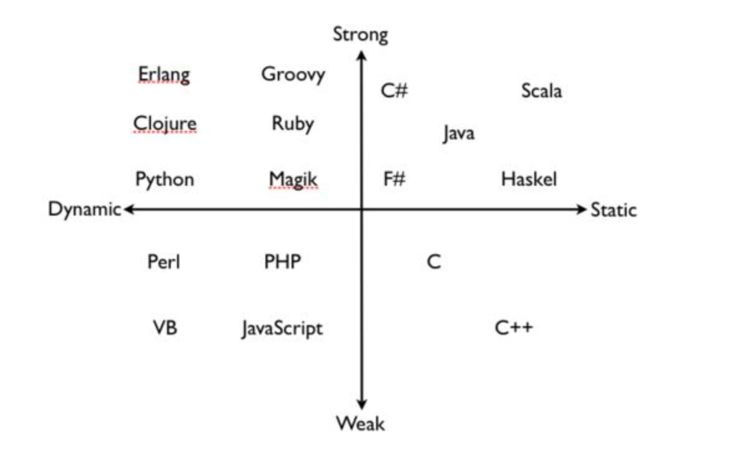 Strong
Erlang Groovy
C# Scala
Clojure Ruby
Java
Python Magik F# Haskel
Dynamic Static
Perl PHP C
VB JavaScript C++
Weak